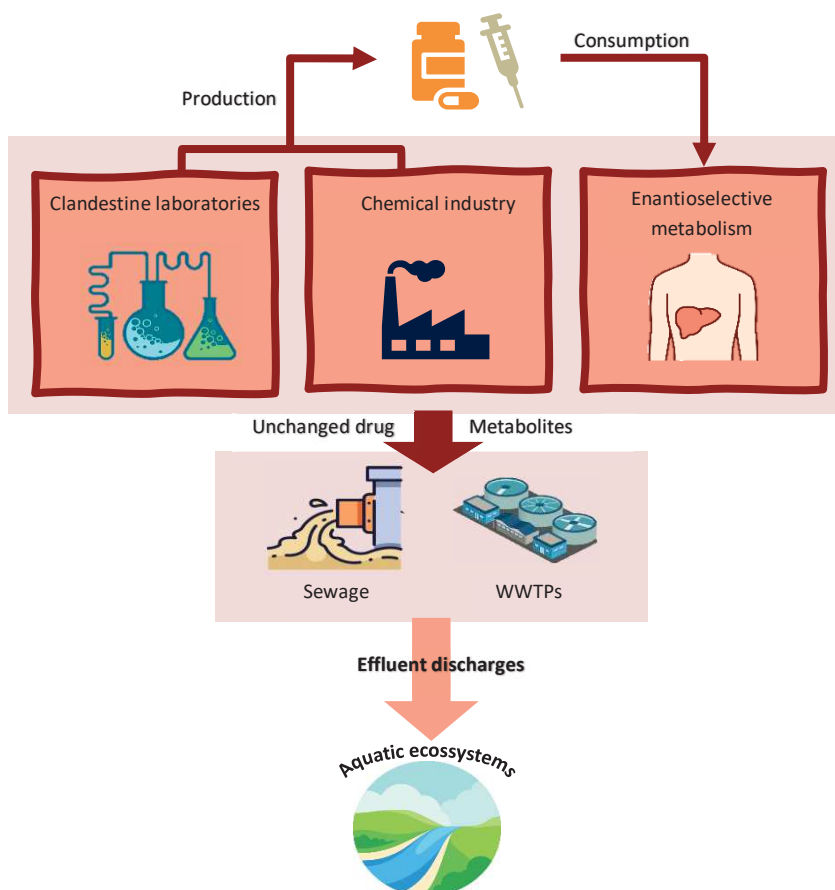 Consumption
Production
Clandestine laboratories
Chemical industry
Enantioselective
metabolism
Unchanged drug
Metabolites
Sewage
WWTPs
Effluent discharges
Aquatic ecossystems